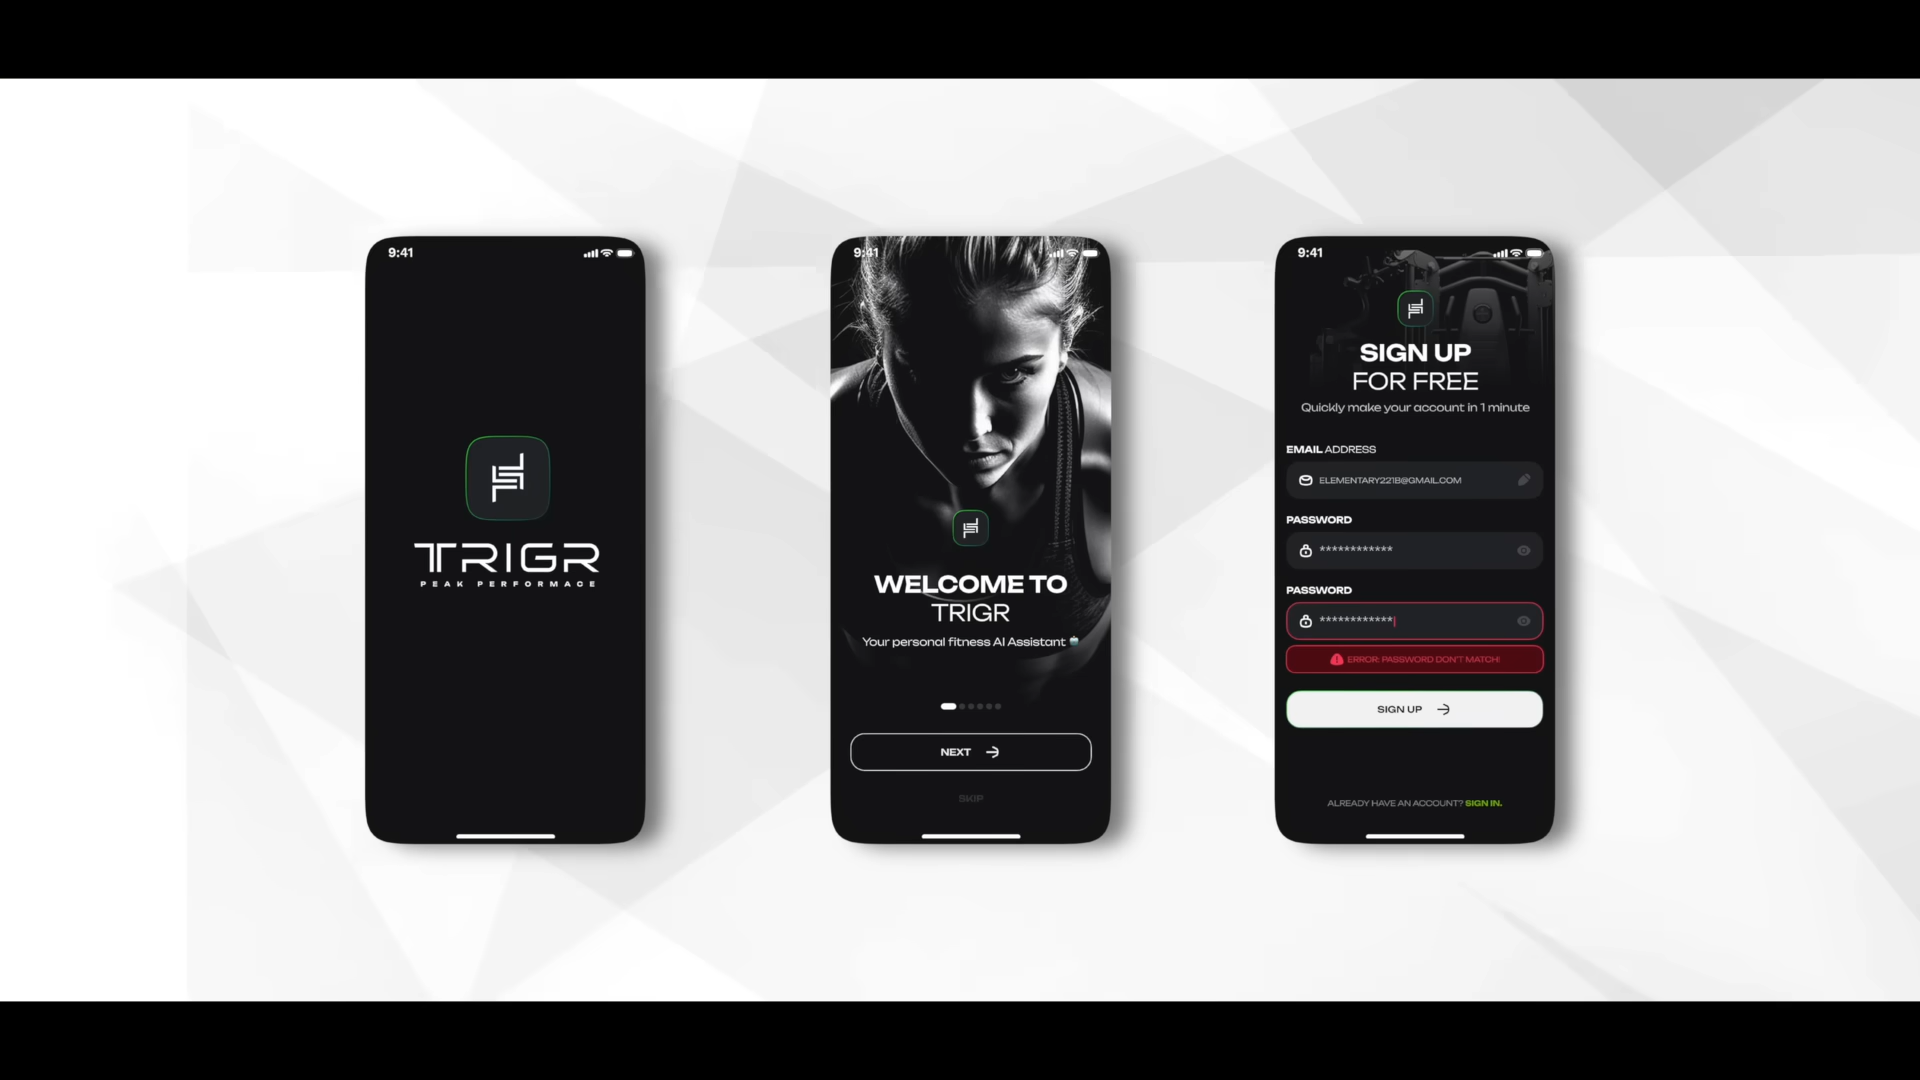 9:41
TRIGR
PEAK PERFORMACE
9:41
WELCOME TO
TRIGR
Your personal fitness AI Assistant
NEXT
SKIP
9:41
SIGN UP
FOR FREE
Quickly make your account in 1 minute
EMAIL ADDRESS
ELEMENTARY221B@GMAIL.COM
PASSWORD
************
PASSWORD
************
ERROR: PASSWORD DON'T MATCH!
SIGN UP
ALREADY HAVE AN ACCOUNT? SIGN IN.